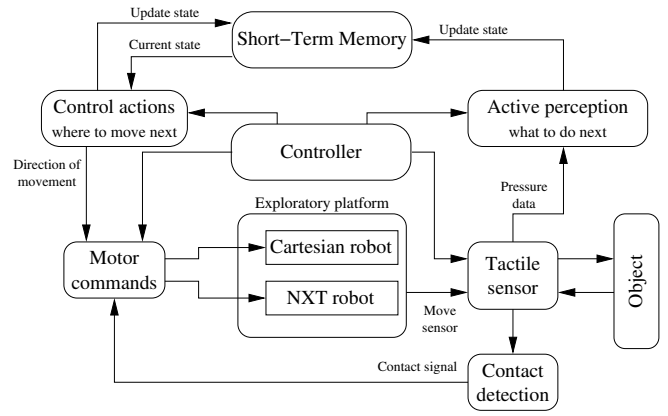 Update state
Short−Term Memory
Update state
Current state
Control actions
where to move next
Active perception
what to do next
Controller
Direction of
movement
Pressure
data
Exploratory platform
Motor
commands
Cartesian robot
NXT robot
Tactile
sensor
Object
Move
sensor
Contact signal
Contact
detection